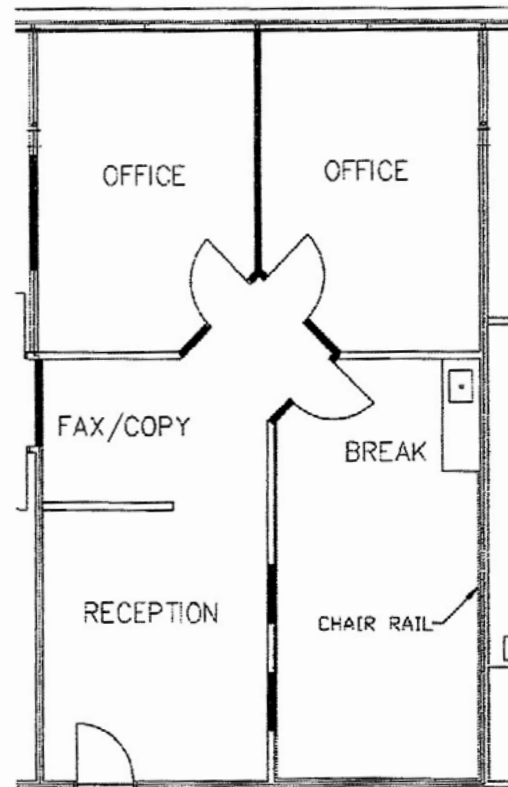 OFFICE
OFFICE
FAX/COPY
BREAK
RECEPTION
CHAIR RAIL